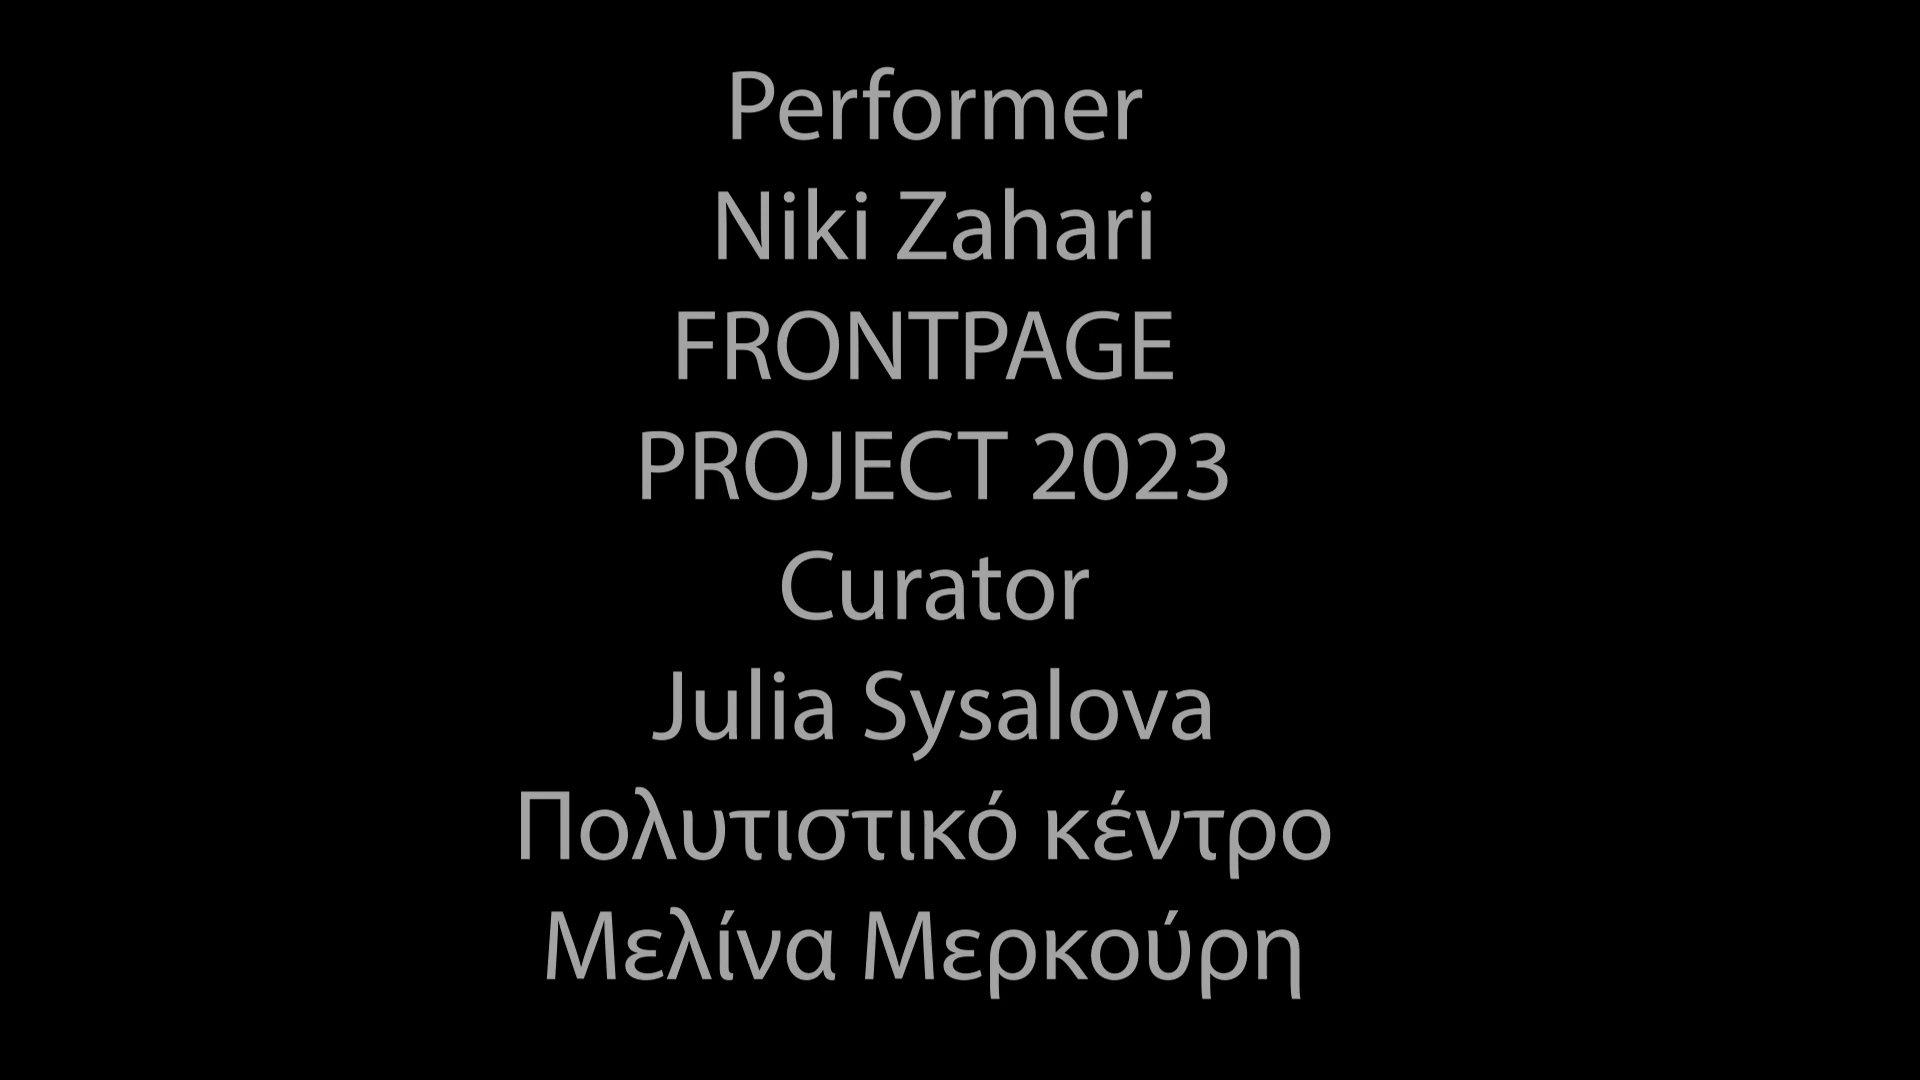 Performer
Niki Zahari
FRONTPAGE
PROJECT 2023
Curator
Julia Sysalova
Πολυτιστικό κέντρο
Μελίνα Μερκούρη